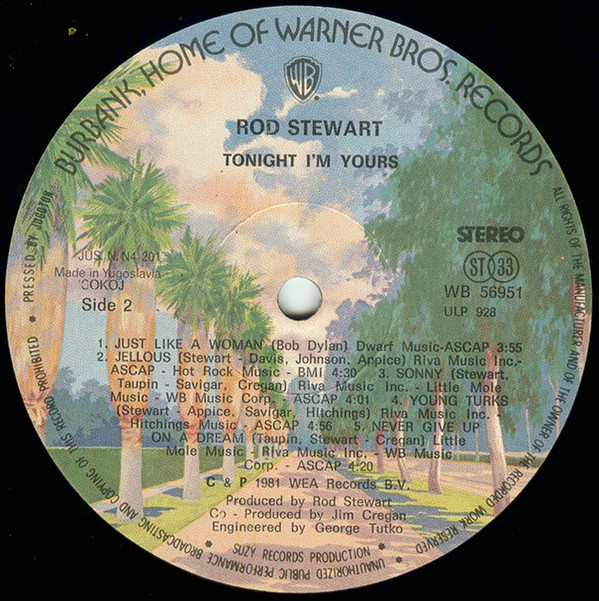 BURBANK, HOME OF WARNER BROS. RECORDS
WB
ROD STEWART
TONIGHT I'M YOURS
JUS. N. N4 201
Made in Yugoslavia
SOKOJ
Side 2
STEREO
ST 33
WB 56951
ULP 928
1. JUST LIKE A WOMAN (Bob Dylan) Dwarf Music-ASCAP 3:55
2. JELLOUS (Stewart - Davis, Johnson, Appice) Riva Music Inc.-
ASCAP - Hot Rock Music - BMI 4:30 3. SONNY (Stewart,
Taupin - Savigar, Cregan) Riva Music Inc. - Little Mole
Music - WB Music Corp. - ASCAP 4:01 4. YOUNG TURKS
(Stewart - Appice, Savigar, Hitchings) Riva Music Inc. -
Hitchings Music - ASCAP 4:56 5. NEVER GIVE UP
ON A DREAM (Taupin, Stewart - Cregan) Little
Mole Music - Riva Music Inc. - WB Music
Corp. - ASCAP 4:20
C & P 1981 WEA Records B.V.
Produced by Rod Stewart
Co - Produced by Jim Cregan
Engineered by George Tutko
SUZY RECORDS PRODUCTION
PRESSED BY JUGOTON * ALL RIGHTS OF THE MANUFACTURER AND OF THE OWNER OF THE RECORDED WORK RESERVED * UNAUTHORIZED PUBLIC PERFORMANCE BROADCASTING AND COPYING OF THIS RECORD PROHIBITED *